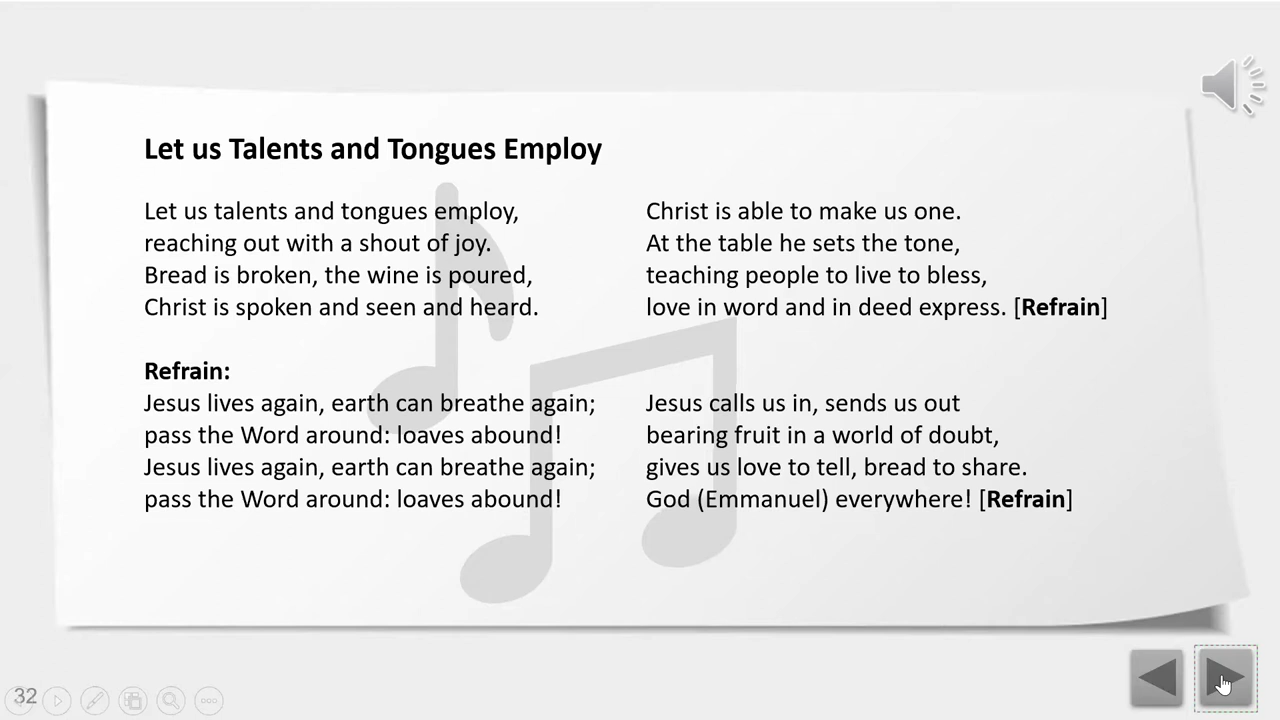 Let us Talents and Tongues Employ
Let us talents and tongues employ,
reaching out with a shout of joy.
Bread is broken, the wine is poured,
Christ is spoken and seen and heard.
Refrain:
Jesus lives again, earth can breathe again;
pass the Word around: loaves abound!
Jesus lives again, earth can breathe again;
pass the Word around: loaves abound!
Christ is able to make us one.
At the table he sets the tone,
teaching people to live to bless,
love in word and in deed express. [Refrain]
Jesus calls us in, sends us out
bearing fruit in a world of doubt,
gives us love to tell, bread to share.
God (Emmanuel) everywhere! [Refrain]
32